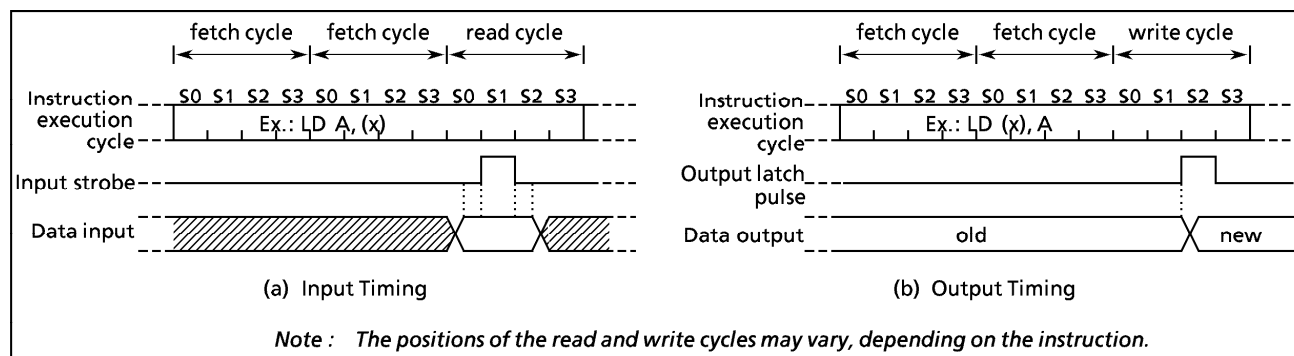 fetch cycle fetch cycle read cycle
S0 S1 S2 S3 S0 S1 S2 S3 S0 S1 S2 S3
Instruction
execution
cycle
Ex.: LD A, (x)
Input strobe
Data input
(a) Input Timing
fetch cycle fetch cycle write cycle
S0 S1 S2 S3 S0 S1 S2 S3 S0 S1 S2 S3
Instruction
execution
cycle
Ex.: LD (x), A
Output latch
pulse
Data output
old
new
(b) Output Timing
Note : The positions of the read and write cycles may vary, depending on the instruction.